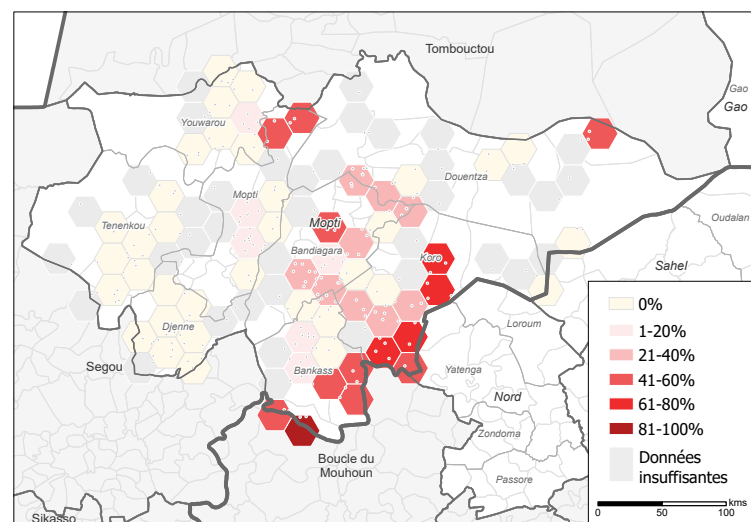 Tombouctou
Gao
Gao
Youwarou
Douentza
Mopti
Tenenkou
Mopti
Oudalan
Bandiagara
Koro
Sahel
Djenne
Loroum
Segou
Bankass
Yatenga
Nord
Zondoma
Boucle du
Mouhoun
Passore
Sikasso
0%
1-20%
21-40%
41-60%
61-80%
81-100%
Données
insuffisantes
kms
0 50 100